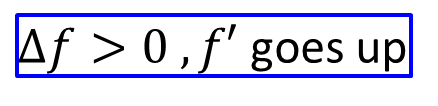 Δf > 0 , f′ goes up